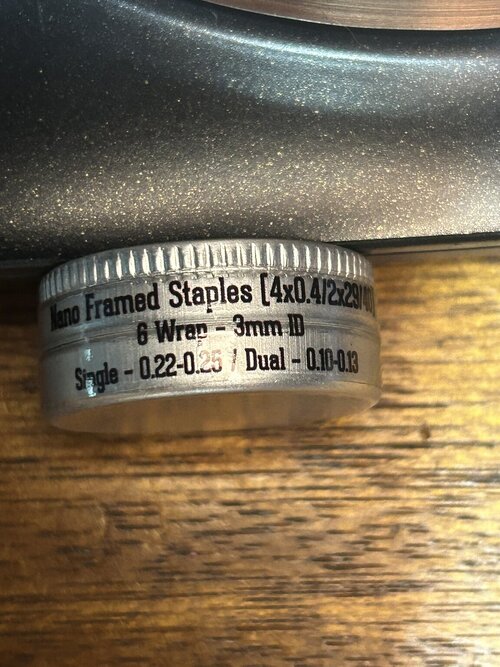 Nano Framed Staples [4x0.4/2x29/40]
6 Wrap - 3mm ID
Single - 0.22-0.25 / Dual - 0.10-0.13